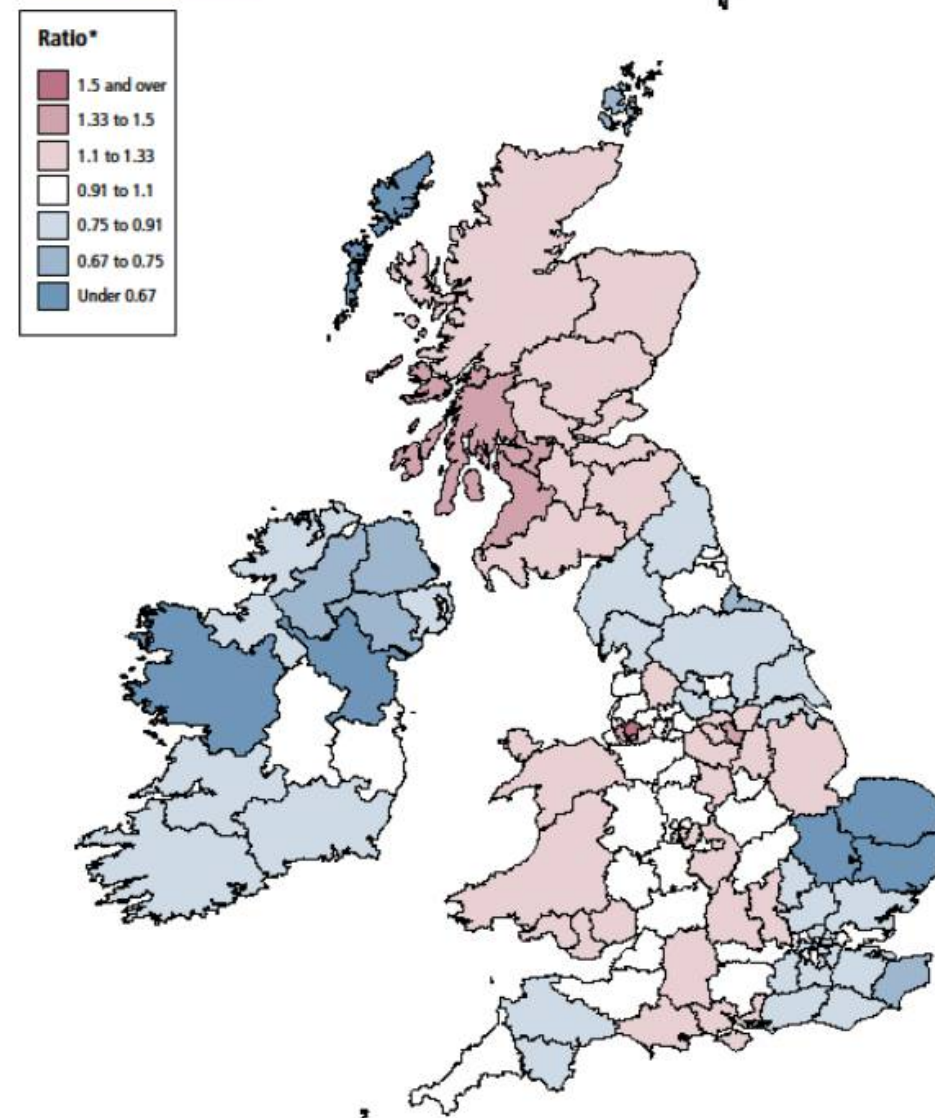 Ratio*
1.5 and over
1.33 to 1.5
1.1 to 1.33
0.91 to 1.1
0.75 to 0.91
0.67 to 0.75
Under 0.67